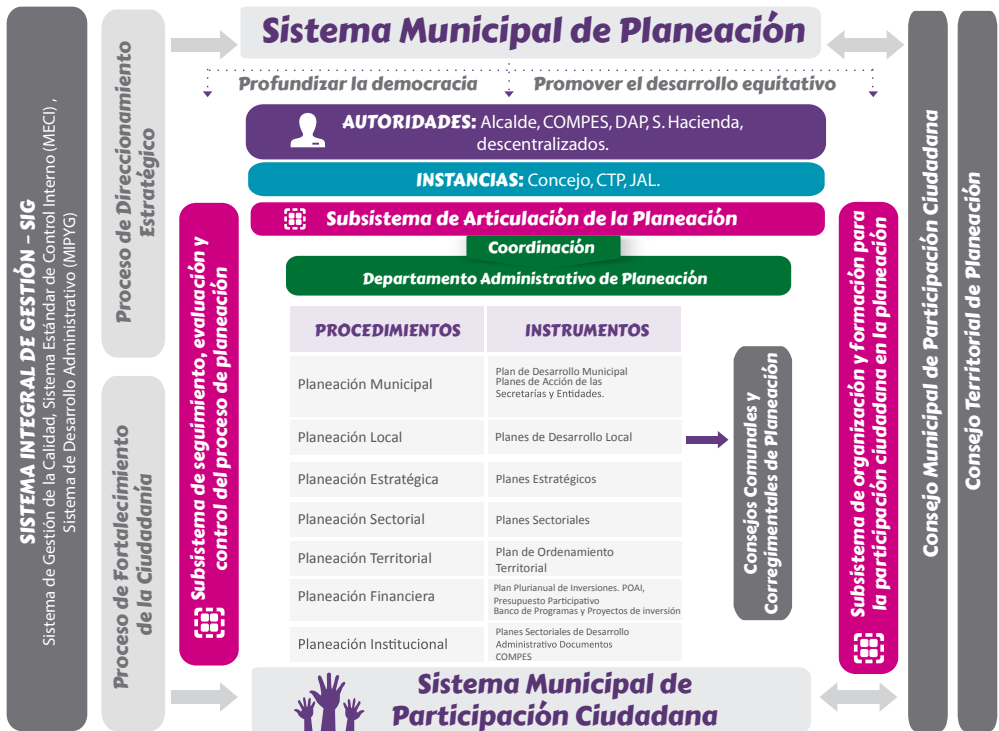 SISTEMA INTEGRAL DE GESTIÓN - SIG
Sistema de Gestión de la Calidad, Sistema Estándar de Control Interno (MECI) ,
Sistema de Desarrollo Administrativo (MIPYG)
Proceso de Direccionamiento
Estratégico
Proceso de Fortalecimiento
de la Ciudadanía
Sistema Municipal de Planeación
Profundizar la democracia
Promover el desarrollo equitativo
AUTORIDADES: Alcalde, COMPES, DAP, S. Hacienda,
descentralizados.
INSTANCIAS: Concejo, CTP, JAL.
Subsistema de Articulación de la Planeación
Coordinación
Departamento Administrativo de Planeación
Subsistema de seguimiento, evaluación y
control del proceso de planeación
PROCEDIMIENTOS
INSTRUMENTOS
Planeación Municipal
Plan de Desarrollo Municipal
Planes de Acción de las
Secretarías y Entidades.
Planeación Local
Planes de Desarrollo Local
Planeación Estratégica
Planes Estratégicos
Planeación Sectorial
Planes Sectoriales
Planeación Territorial
Plan de Ordenamiento
Territorial
Planeación Financiera
Plan Plurianual de Inversiones. POAI,
Presupuesto Participativo
Banco de Programas y Proyectos de inversión
Planeación Institucional
Planes Sectoriales de Desarrollo
Administrativo Documentos
COMPES
Consejos Comunales y
Corregimentales de Planeación
Subsistema de organización y formación para
la participación ciudadana en la planeación
Consejo Municipal de Participación Ciudadana
Consejo Territorial de Planeación
Sistema Municipal de
Participación Ciudadana